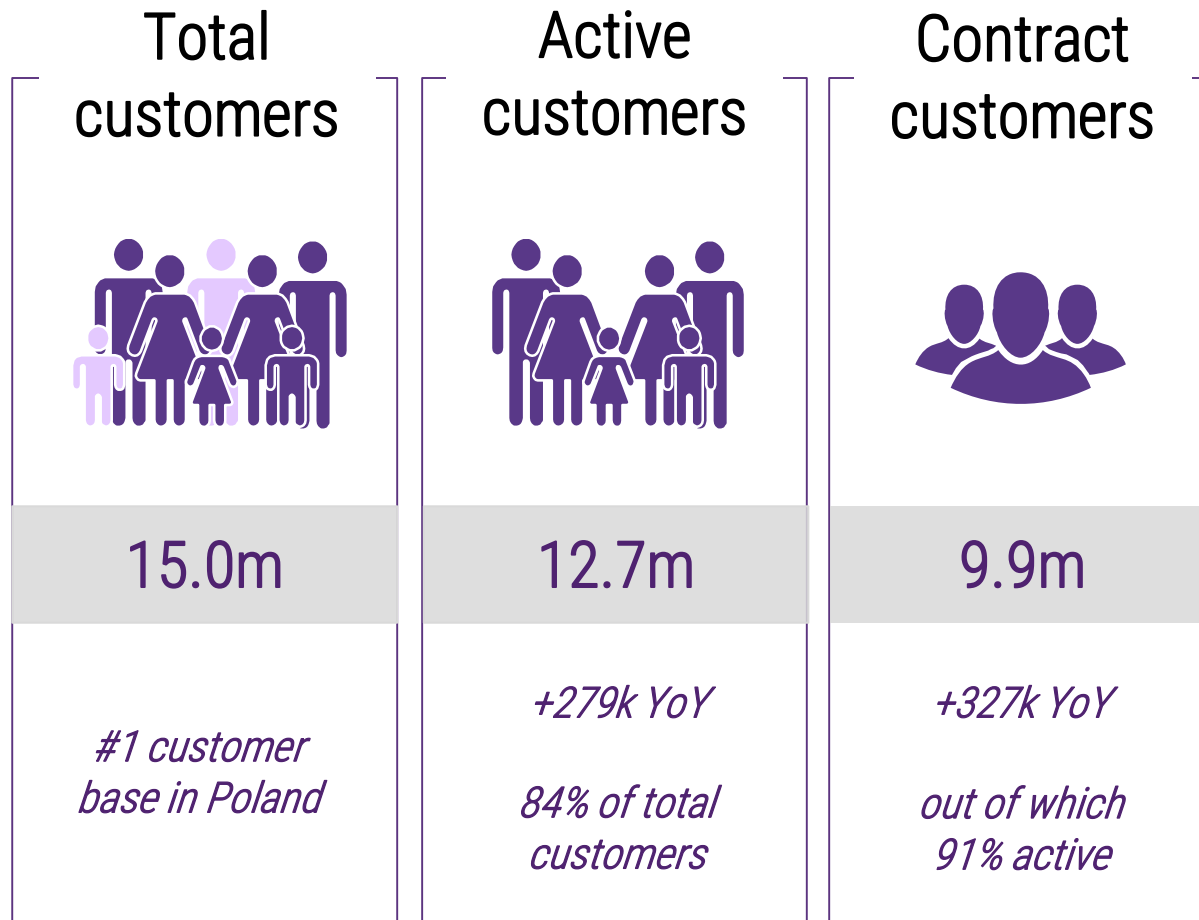 Total
customers
15.0m
#1 customer
base in Poland
Active
customers
12.7m
+279k YoY
84% of total
customers
Contract
customers
9.9m
+327k YoY
out of which
91% active